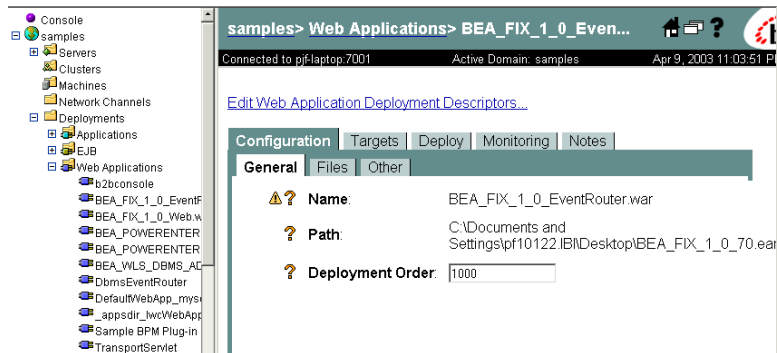 Console
samples
Servers
Clusters
Machines
Network Channels
Deployments
Applications
EJB
Web Applications
b2bconsole
BEA_FIX_1_0_EventF
BEA_FIX_1_0_Web.w
BEA_POWERENTER
BEA_POWERENTER
BEA_WLS_DBMS_AD
DbmsEventRouter
DefaultWebApp_myse
_appsdir_lwcWebApp
Sample BPM Plug-in
TransportServlet
samples> Web Applications> BEA_FIX_1_0_Even...
Connected to pjf-laptop:7001 Active Domain: samples Apr 9, 2003 11:03:51 P
Edit Web Application Deployment Descriptors...
Configuration Targets Deploy Monitoring Notes
General Files Other
Name: BEA_FIX_1_0_EventRouter.war
Path: C:\Documents and
Settings\pf10122.IBI\Desktop\BEA_FIX_1_0_70.ear
Deployment Order: 1000